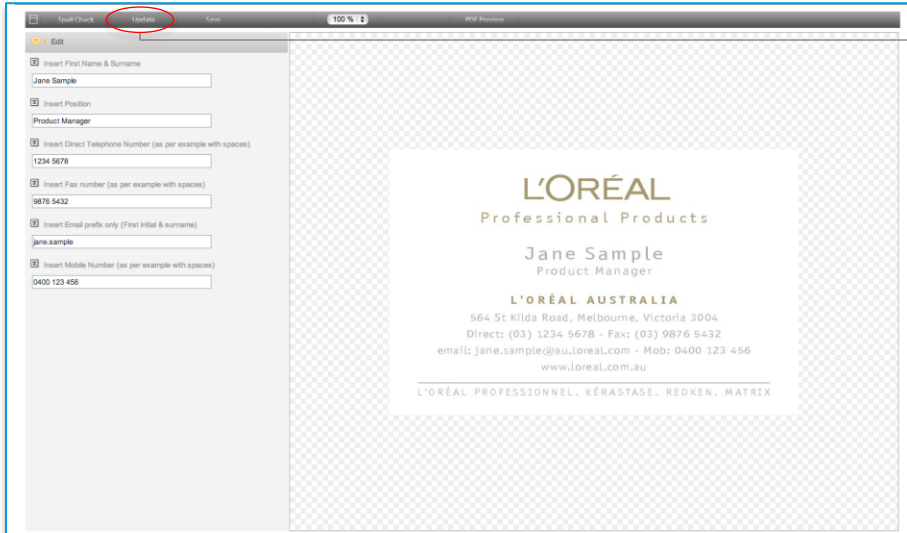 Spell Check Update Save 100 % PDF Preview
Edit
Insert First Name & Surname
Jane Sample
Insert Position
Product Manager
Insert Direct Telephone Number (as per example with spaces)
1234 5678
Insert Fax number (as per example with spaces)
9876 5432
Insert Email prefix only (First initial & surname)
jane.sample
Insert Mobile Number (as per example with spaces)
0400 123 456
L'ORÉAL
Professional Products
Jane Sample
Product Manager
L'ORÉAL AUSTRALIA
564 St Kilda Road, Melbourne, Victoria 3004
Direct: (03) 1234 5678 - Fax: (03) 9876 5432
email: jane.sample@au.loreal.com - Mob: 0400 123 456
www.loreal.com.au
L'ORÉAL PROFESSIONNEL. KÉRASTASE. REDKEN. MATRIX